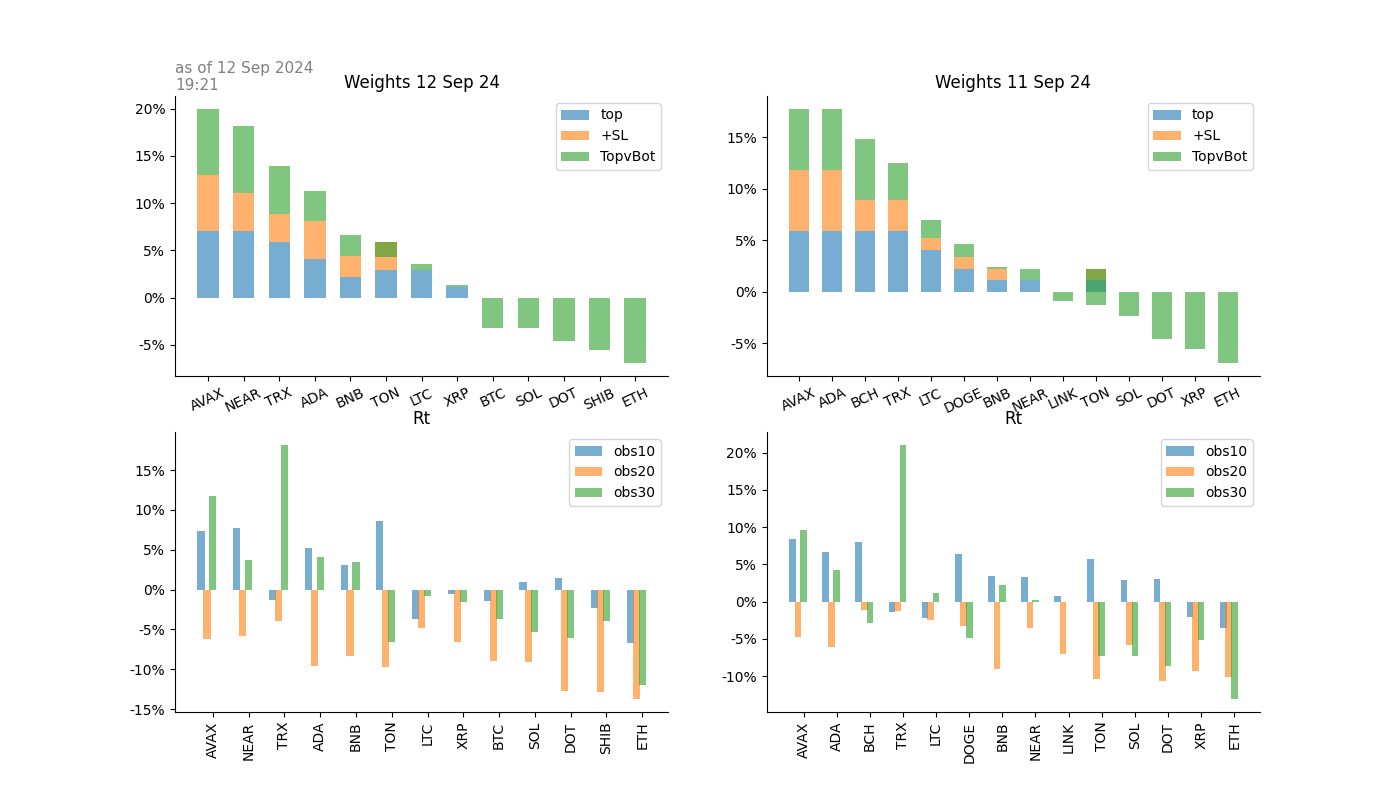 as of 12 Sep 2024
19:21
Weights 12 Sep 24
20%
15%
10%
5%
0%
-5%
top
+SL
TopvBot
AVAX NEAR TRX ADA BNB TON LTC XRP BTC SOL DOT SHIB ETH
Weights 11 Sep 24
15%
10%
5%
0%
-5%
top
+SL
TopvBot
AVAX ADA BCH TRX LTC DOGE BNB NEAR LINK TON SOL DOT XRP ETH
Rt
15%
10%
5%
0%
-5%
-10%
-15%
obs10
obs20
obs30
AVAX NEAR TRX ADA BNB TON LTC XRP BTC SOL DOT SHIB ETH
Rt
20%
15%
10%
5%
0%
-5%
-10%
obs10
obs20
obs30
AVAX ADA BCH TRX LTC DOGE BNB NEAR LINK TON SOL DOT XRP ETH